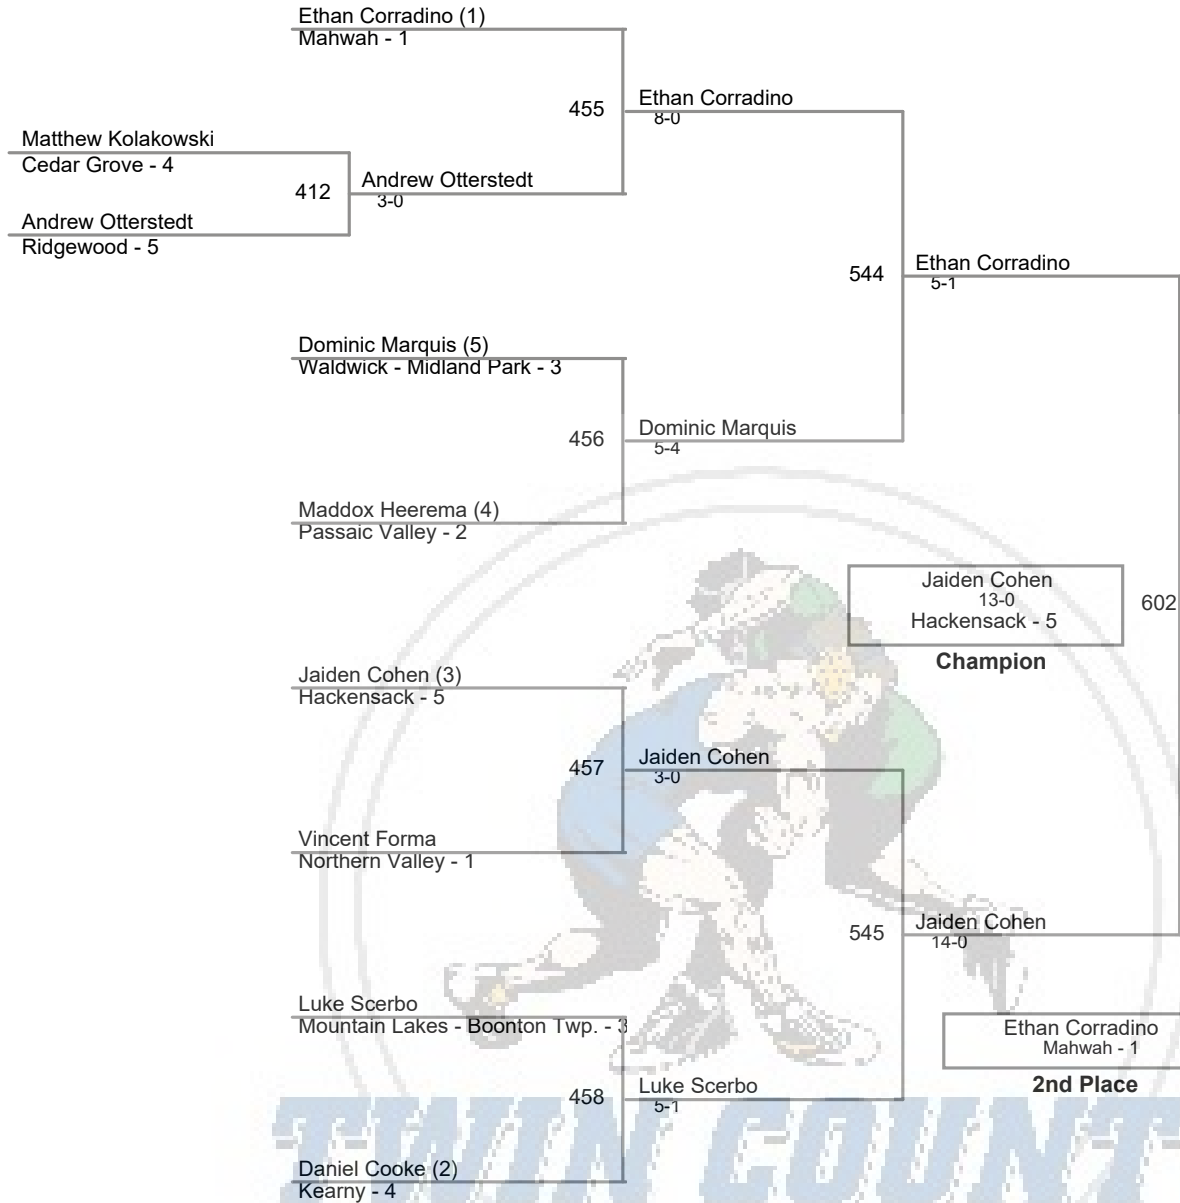 Ethan Corradino (1)
Mahwah - 1
455
Ethan Corradino
8-0
Matthew Kolakowski
Cedar Grove - 4
412
Andrew Otterstedt
3-0
Andrew Otterstedt
Ridgewood - 5
544
Ethan Corradino
5-1
Dominic Marquis (5)
Waldwick - Midland Park - 3
456
Dominic Marquis
5-4
Maddox Heerema (4)
Passaic Valley - 2
Jaiden Cohen
13-0
Hackensack - 5
602
Champion
Jaiden Cohen (3)
Hackensack - 5
457
Jaiden Cohen
3-0
Vincent Forma
Northern Valley - 1
545
Jaiden Cohen
14-0
Luke Scerbo
Mountain Lakes - Boonton Twp. - 3
Ethan Corradino
Mahwah - 1
2nd Place
458
Luke Scerbo
5-1
Daniel Cooke (2)
Kearny - 4
TWIN COUNT